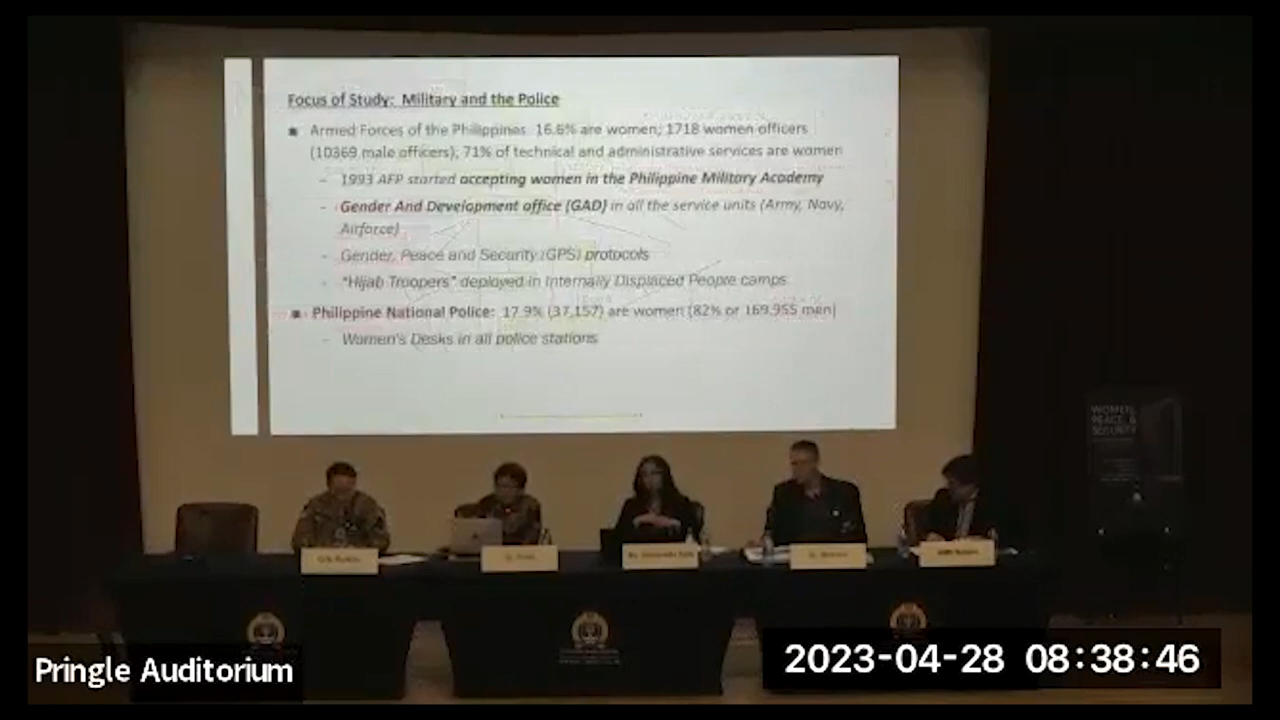 Focus of Study: Military and the Police
■ Armed Forces of the Philippines: 16.6% are women; 1718 women officers
(10369 male officers); 71% of technical and administrative services are women
- 1993 AFP started accepting women in the Philippine Military Academy
- Gender And Development office (GAD) in all the service units (Army, Navy,
Airforce)
- Gender, Peace and Security (GPS) protocols
- "Hijab Troopers" deployed in Internally Displaced People camps
■ Philippine National Police: 17.9% (37,157) are women (82% or 169,955 men)
- Women's Desks in all police stations
WOMEN,
PEACE &
SECURITY
Pringle Auditorium
2023-04-28 08:38:46